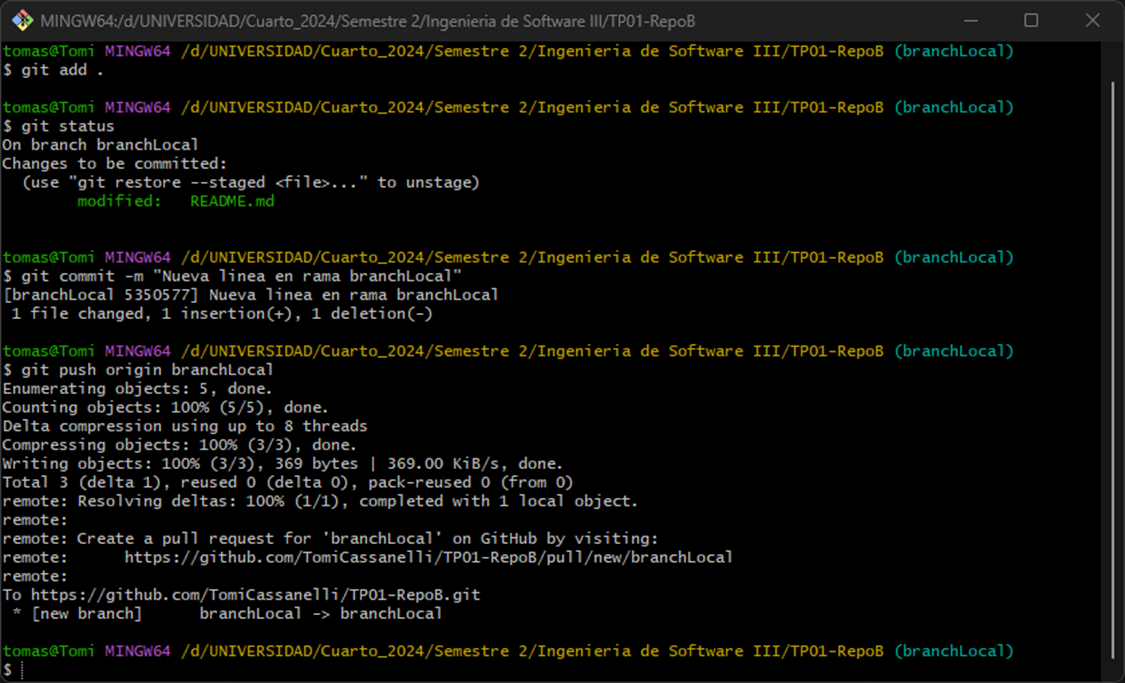 MINGW64:/d/UNIVERSIDAD/Cuarto_2024/Semestre 2/Ingenieria de Software III/TP01-RepoB
tomas@Tomi MINGW64 /d/UNIVERSIDAD/Cuarto_2024/Semestre 2/Ingenieria de Software III/TP01-RepoB (branchLocal)
$ git add .
tomas@Tomi MINGW64 /d/UNIVERSIDAD/Cuarto_2024/Semestre 2/Ingenieria de Software III/TP01-RepoB (branchLocal)
$ git status
On branch branchLocal
Changes to be committed:
  (use "git restore --staged <file>..." to unstage)
        modified:   README.md
tomas@Tomi MINGW64 /d/UNIVERSIDAD/Cuarto_2024/Semestre 2/Ingenieria de Software III/TP01-RepoB (branchLocal)
$ git commit -m "Nueva linea en rama branchLocal"
[branchLocal 5350577] Nueva linea en rama branchLocal
 1 file changed, 1 insertion(+), 1 deletion(-)
tomas@Tomi MINGW64 /d/UNIVERSIDAD/Cuarto_2024/Semestre 2/Ingenieria de Software III/TP01-RepoB (branchLocal)
$ git push origin branchLocal
Enumerating objects: 5, done.
Counting objects: 100% (5/5), done.
Delta compression using up to 8 threads
Compressing objects: 100% (3/3), done.
Writing objects: 100% (3/3), 369 bytes | 369.00 KiB/s, done.
Total 3 (delta 1), reused 0 (delta 0), pack-reused 0 (from 0)
remote: Resolving deltas: 100% (1/1), completed with 1 local object.
remote:
remote: Create a pull request for 'branchLocal' on GitHub by visiting:
remote:      https://github.com/TomiCassanelli/TP01-RepoB/pull/new/branchLocal
remote:
To https://github.com/TomiCassanelli/TP01-RepoB.git
 * [new branch]      branchLocal -> branchLocal
tomas@Tomi MINGW64 /d/UNIVERSIDAD/Cuarto_2024/Semestre 2/Ingenieria de Software III/TP01-RepoB (branchLocal)
$